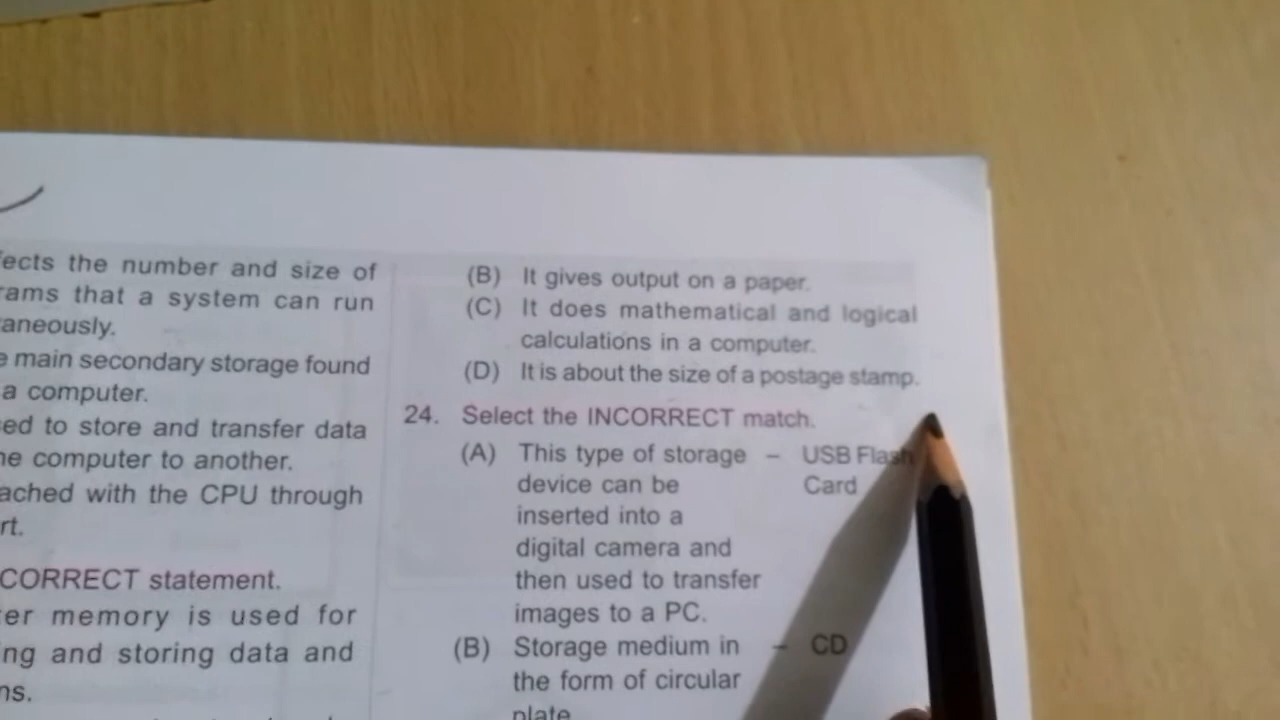 ects the number and size of
rams that a system can run
aneously.
e main secondary storage found
a computer.
ed to store and transfer data
ne computer to another.
ached with the CPU through
rt.
CORRECT statement.
er memory is used for
ng and storing data and
ns.
(B) It gives output on a paper.
(C) It does mathematical and logical
calculations in a computer.
(D) It is about the size of a postage stamp.
24. Select the INCORRECT match.
(A) This type of storage – USB Flash
device can be Card
inserted into a
digital camera and
then used to transfer
images to a PC.
(B) Storage medium in – CD
the form of circular
plate